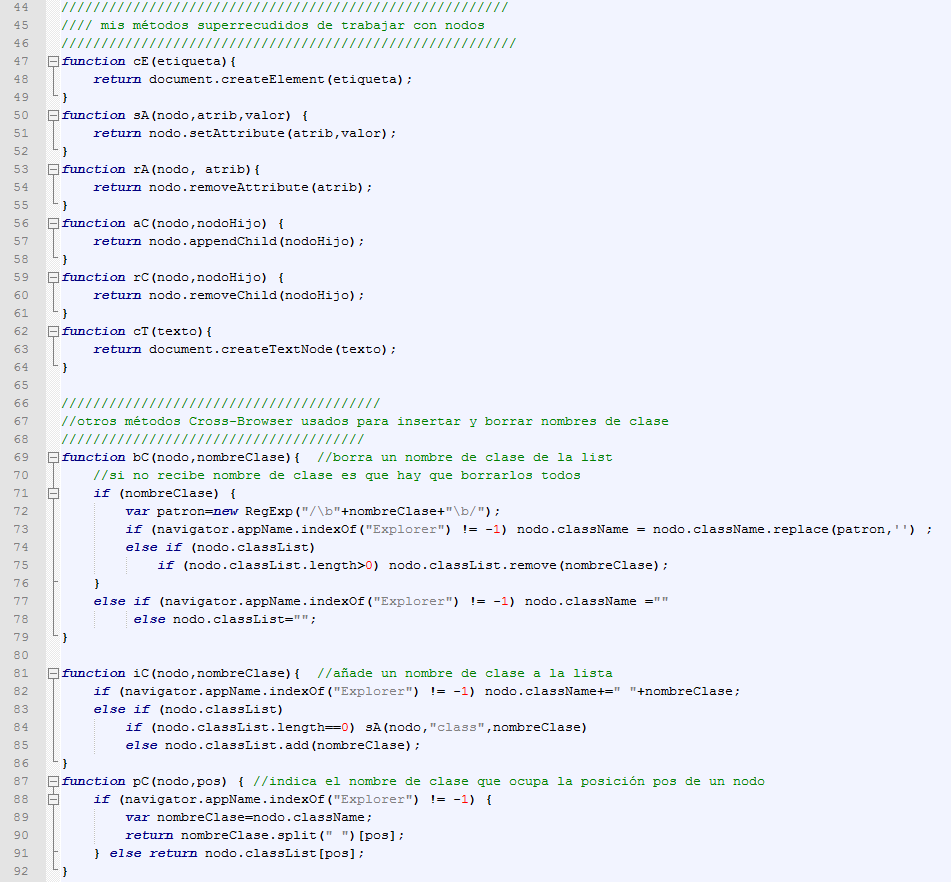 44 ////////////////////////////////////////////////////////
45 //// mis métodos superrecudidos de trabajar con nodos
46 /////////////////////////////////////////////////////////
47 function cE(etiqueta){
48 return document.createElement(etiqueta);
49 }
50 function sA(nodo,atrib,valor) {
51 return nodo.setAttribute(atrib,valor);
52 }
53 function rA(nodo, atrib){
54 return nodo.removeAttribute(atrib);
55 }
56 function aC(nodo,nodoHijo) {
57 return nodo.appendChild(nodoHijo);
58 }
59 function rC(nodo,nodoHijo) {
60 return nodo.removeChild(nodoHijo);
61 }
62 function cT(texto){
63 return document.createTextNode(texto);
64 }
65
66 ////////////////////////////////////////
67 //otros métodos Cross-Browser usados para insertar y borrar nombres de clase
68 //////////////////////////////////////
69 function bC(nodo,nombreClase){ //borra un nombre de clase de la list
70 //si no recibe nombre de clase es que hay que borrarlos todos
71 if (nombreClase) {
72 var patron=new RegExp("/\b"+nombreClase+"\b/");
73 if (navigator.appName.indexOf("Explorer") != -1) nodo.className = nodo.className.replace(patron,'') ;
74 else if (nodo.classList)
75 if (nodo.classList.length>0) nodo.classList.remove(nombreClase);
76 }
77 else if (navigator.appName.indexOf("Explorer") != -1) nodo.className =""
78 else nodo.classList="";
79 }
80
81 function iC(nodo,nombreClase){ //añade un nombre de clase a la lista
82 if (navigator.appName.indexOf("Explorer") != -1) nodo.className+=" "+nombreClase;
83 else if (nodo.classList)
84 if (nodo.classList.length==0) sA(nodo,"class",nombreClase)
85 else nodo.classList.add(nombreClase);
86 }
87 function pC(nodo,pos) { //indica el nombre de clase que ocupa la posición pos de un nodo
88 if (navigator.appName.indexOf("Explorer") != -1) {
89 var nombreClase=nodo.className;
90 return nombreClase.split(" ")[pos];
91 } else return nodo.classList[pos];
92 }